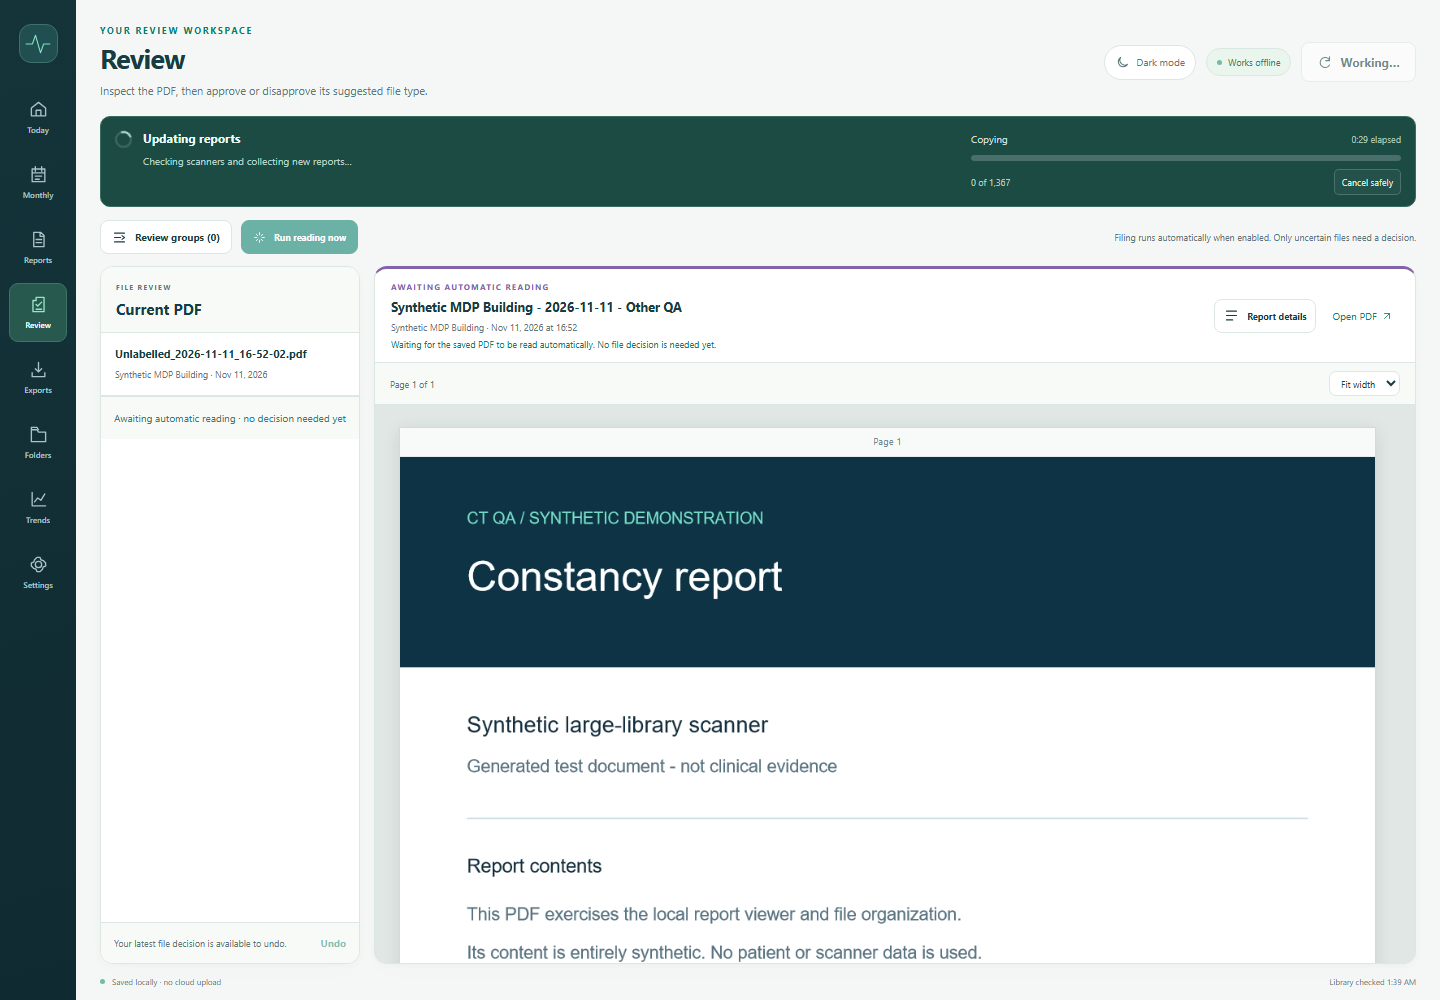 YOUR REVIEW WORKSPACE
Review
Inspect the PDF, then approve or disapprove its suggested file type.
Dark mode
Works offline
Working...
Today
Monthly
Reports
Review
Exports
Folders
Trends
Settings
Updating reports
Checking scanners and collecting new reports...
Copying
0:29 elapsed
0 of 1,367
Cancel safely
Review groups (0)
Run reading now
Filing runs automatically when enabled. Only uncertain files need a decision.
FILE REVIEW
Current PDF
Unlabelled_2026-11-11_16-52-02.pdf
Synthetic MDP Building · Nov 11, 2026
Awaiting automatic reading · no decision needed yet
Your latest file decision is available to undo.
Undo
AWAITING AUTOMATIC READING
Synthetic MDP Building - 2026-11-11 - Other QA
Synthetic MDP Building · Nov 11, 2026 at 16:52
Waiting for the saved PDF to be read automatically. No file decision is needed yet.
Report details
Open PDF
Page 1 of 1
Fit width
Page 1
CT QA / SYNTHETIC DEMONSTRATION
Constancy report
Synthetic large-library scanner
Generated test document - not clinical evidence
Report contents
This PDF exercises the local report viewer and file organization.
Its content is entirely synthetic. No patient or scanner data is used.
Saved locally · no cloud upload
Library checked 1:39 AM